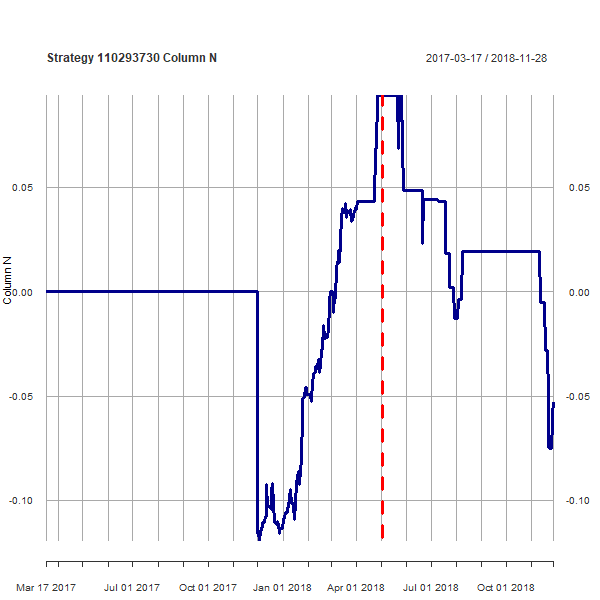 Strategy 110293730 Column N 2017-03-17 / 2018-11-28
0.05 0.05
0.00 0.00
-0.05 -0.05
-0.10 -0.10
Column N
Mar 17 2017 Jul 01 2017 Oct 01 2017 Jan 01 2018 Apr 01 2018 Jul 01 2018 Oct 01 2018